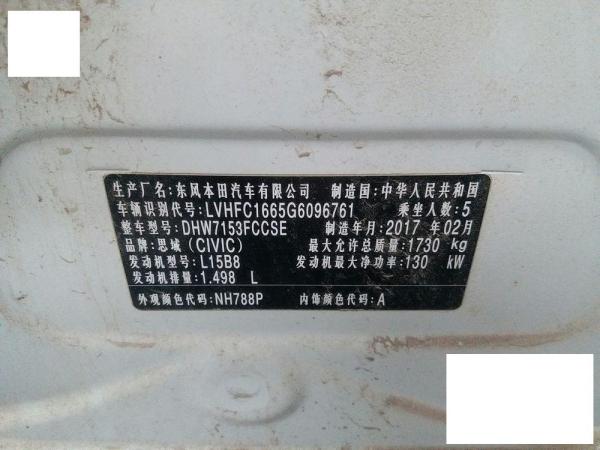 生产厂名:东风本田汽车有限公司 制造国:中华人民共和国
车辆识别代号:LVHFC1665G6096761 乘坐人数:5
整车型号:DHW7153FCCSE 制造年月:2017 年 02月
品牌:思域(CIVIC) 最大允许总质量:1730 kg
发动机型号:L15B8 发动机最大净功率:130 kW
发动机排量:1.498 L
外观颜色代码:NH788P 内饰颜色代码:A